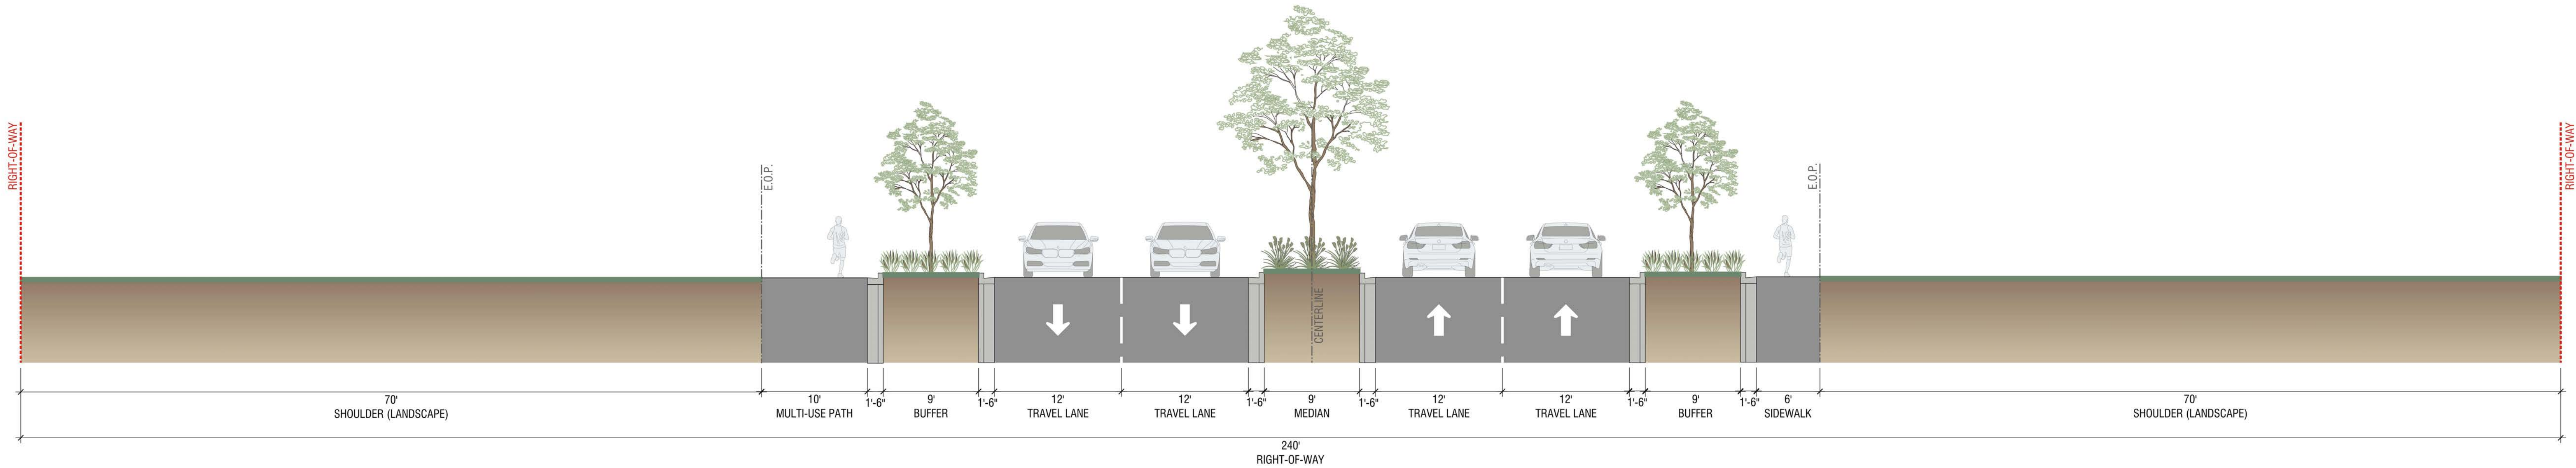 RIGHT-OF-WAY
E.O.P.
CENTERLINE
E.O.P.
RIGHT-OF-WAY
70'
SHOULDER (LANDSCAPE)
10'
MULTI-USE PATH
1'-6"
9'
BUFFER
1'-6"
12'
TRAVEL LANE
12'
TRAVEL LANE
1'-6"
9'
MEDIAN
1'-6"
12'
TRAVEL LANE
12'
TRAVEL LANE
1'-6"
9'
BUFFER
1'-6"
6'
SIDEWALK
70'
SHOULDER (LANDSCAPE)
240'
RIGHT-OF-WAY